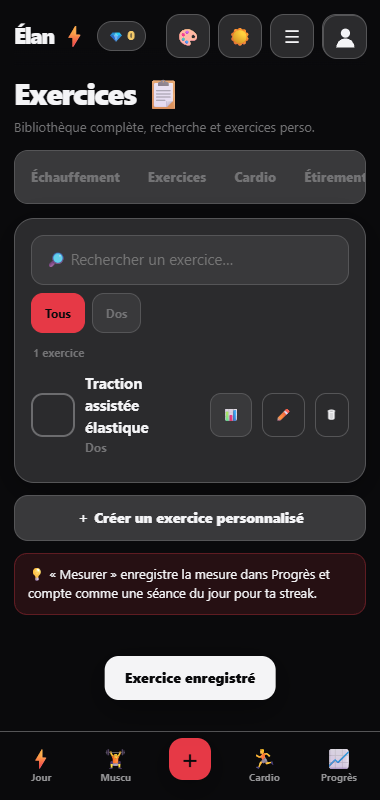 Élan 0
Exercices
Bibliothèque complète, recherche et exercices perso.
Échauffement Exercices Cardio Étirement
Rechercher un exercice...
Tous Dos
1 exercice
Traction
assistée
élastique
Dos
+ Créer un exercice personnalisé
« Mesurer » enregistre la mesure dans Progrès et
compte comme une séance du jour pour ta streak.
Exercice enregistré
+
Jour Muscu Cardio Progrès